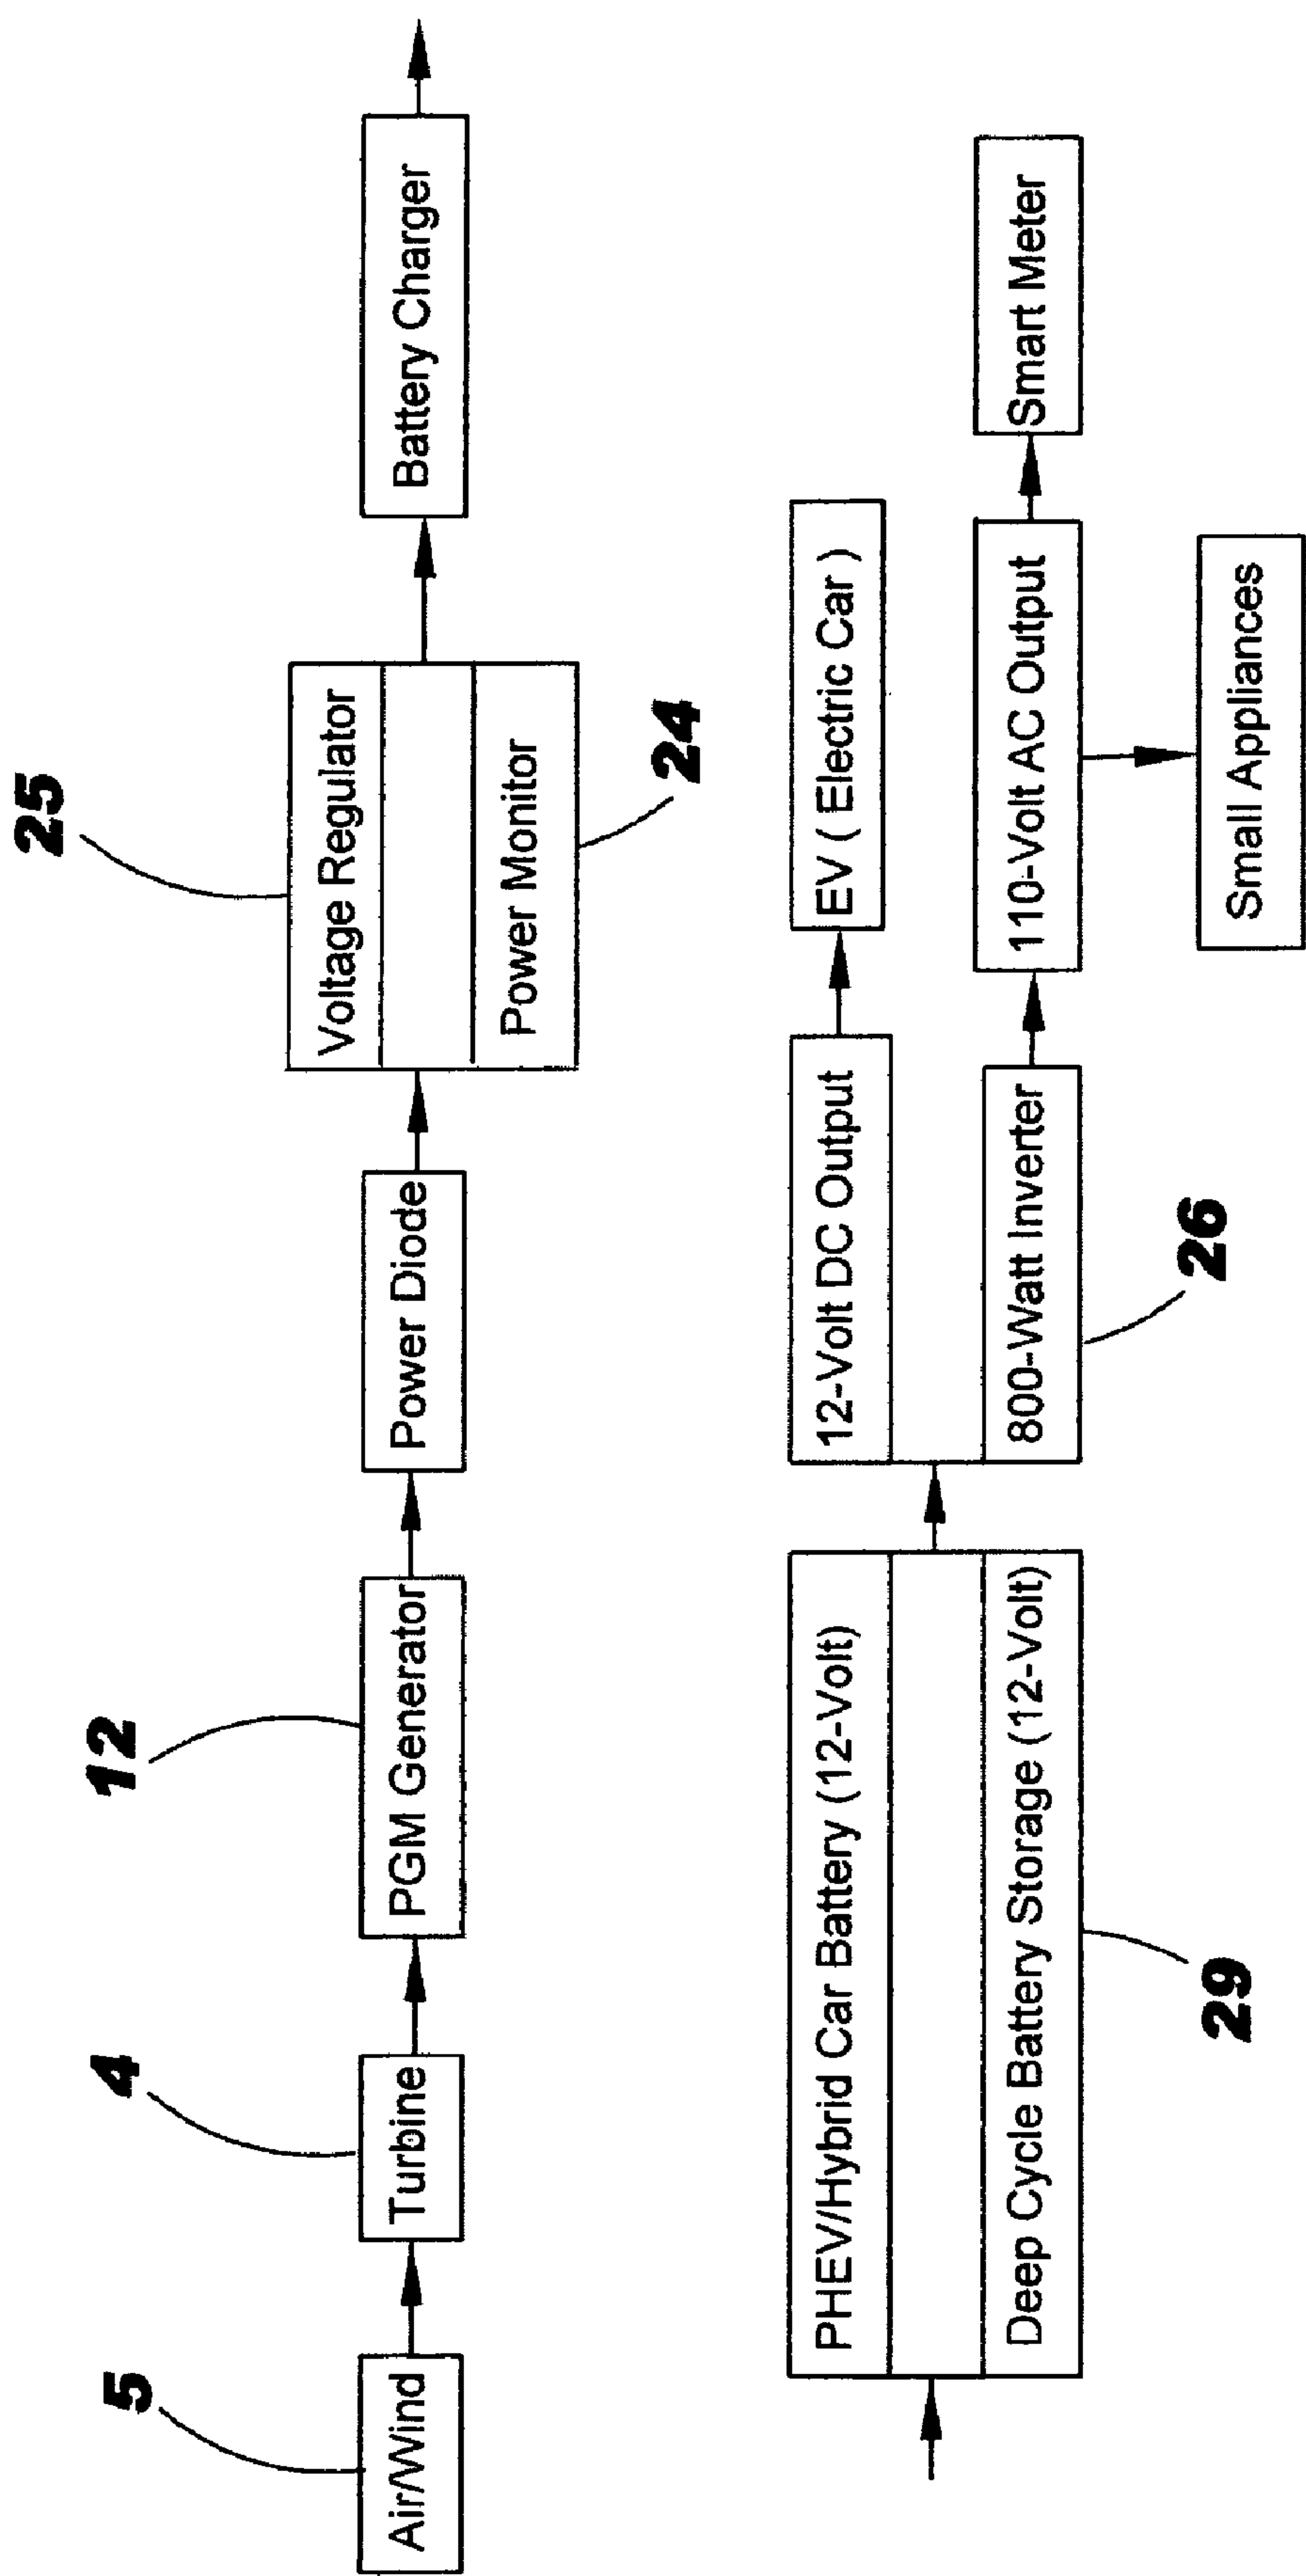 25
12
4
5
Air/Wind
Turbine
PGM Generator
Power Diode
Voltage Regulator
Power Monitor
Battery Charger
24
PHEV/Hybrid Car Battery (12-Volt)
Deep Cycle Battery Storage (12-Volt)
12-Volt DC Output
800-Watt Inverter
EV ( Electric Car )
110-Volt AC Output
Smart Meter
Small Appliances
29
26